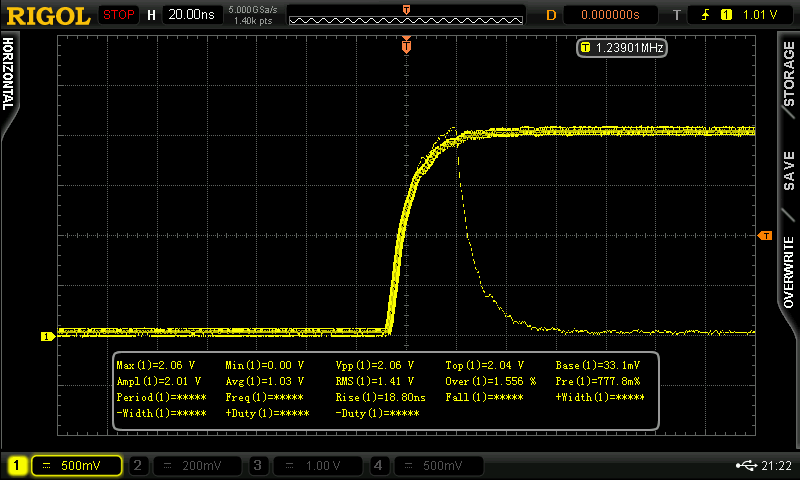 RIGOL STOP H 20.00ns 5.000GSa/s 1.40k pts T D 0.000000s T 1 1.01 V
HORIZONTAL
T
T 1.23901MHz
STORAGE
SAVE
OVERWRITE
T
1
Max(1)=2.06 V Min(1)=0.00 V Vpp(1)=2.06 V Top(1)=2.04 V Base(1)=33.1mV
Ampl(1)=2.01 V Avg(1)=1.03 V RMS(1)=1.41 V Over(1)=1.556 % Pre(1)=777.8m%
Period(1)=***** Freq(1)=***** Rise(1)=18.80ns Fall(1)=***** +Width(1)=*****
-Width(1)=***** +Duty(1)=***** -Duty(1)=*****
1 500mV 2 200mV 3 1.00 V 4 500mV 21:22